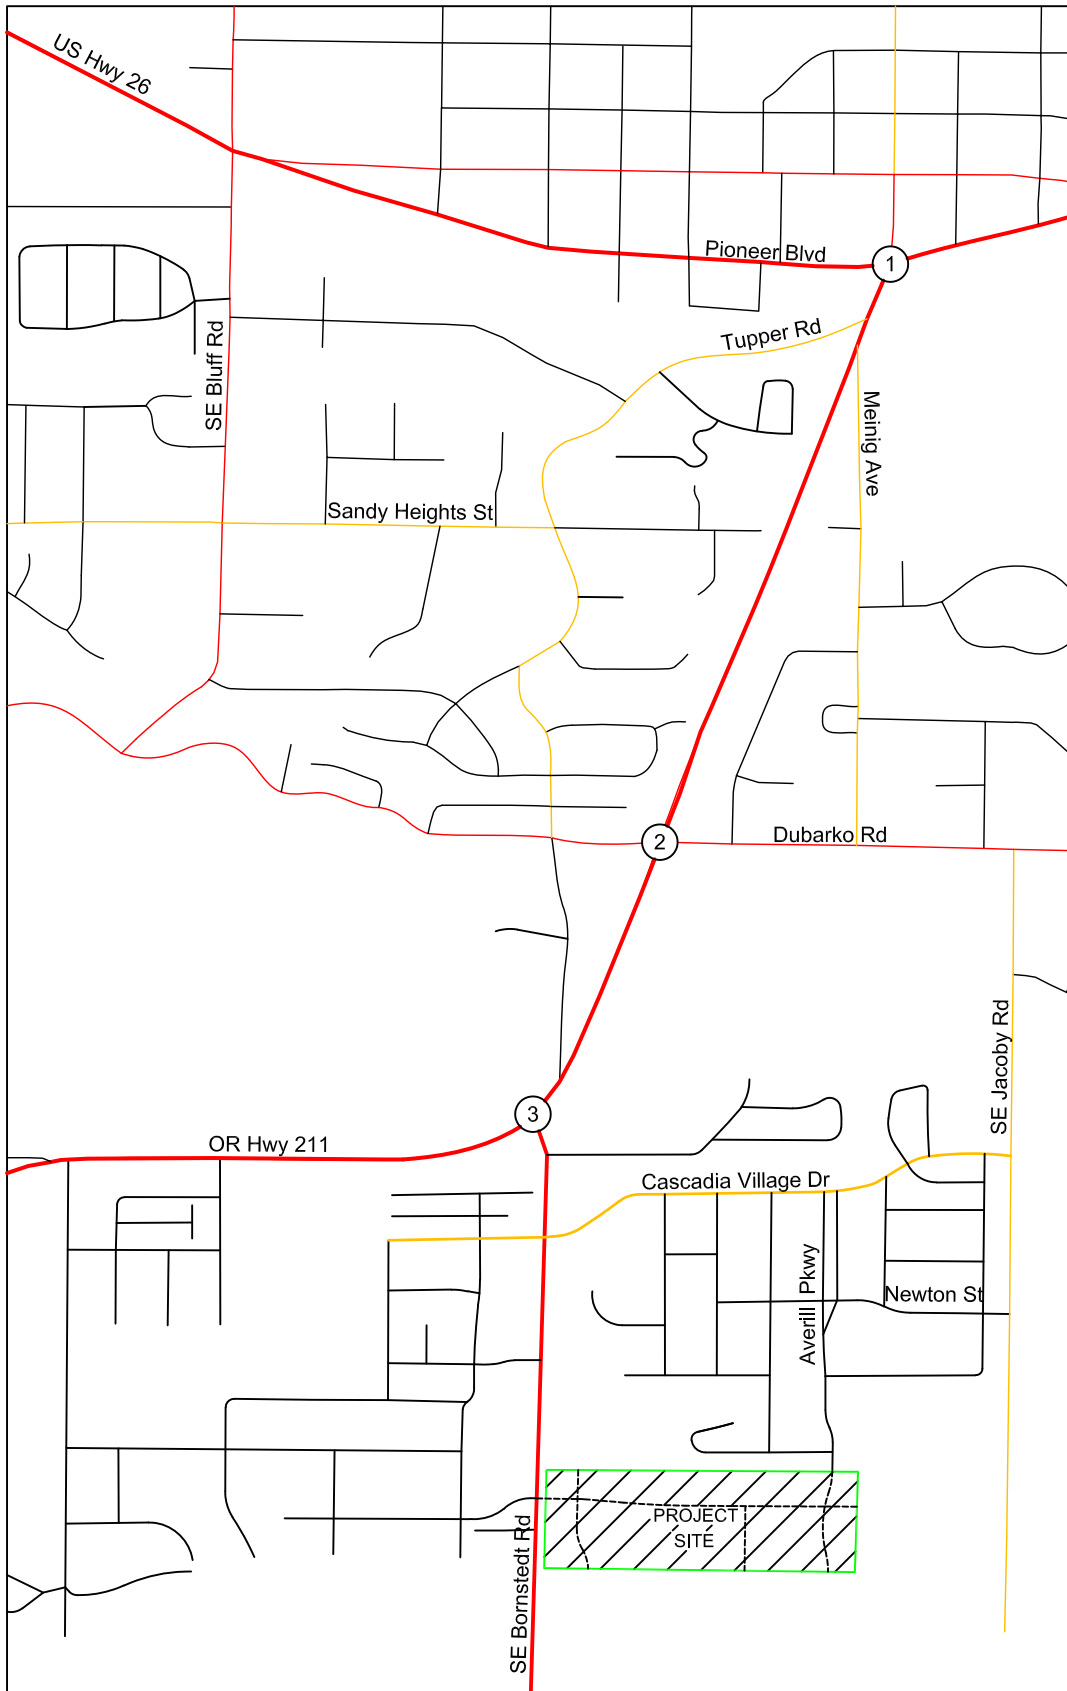 US Hwy 26
Pioneer Blvd
1
Tupper Rd
SE Bluff Rd
Meinig Ave
Sandy Heights St
Dubarko Rd
2
SE Jacoby Rd
3
OR Hwy 211
Cascadia Village Dr
Averill Pkwy
Newton St
PROJECT
SITE
SE Bornstedt Rd